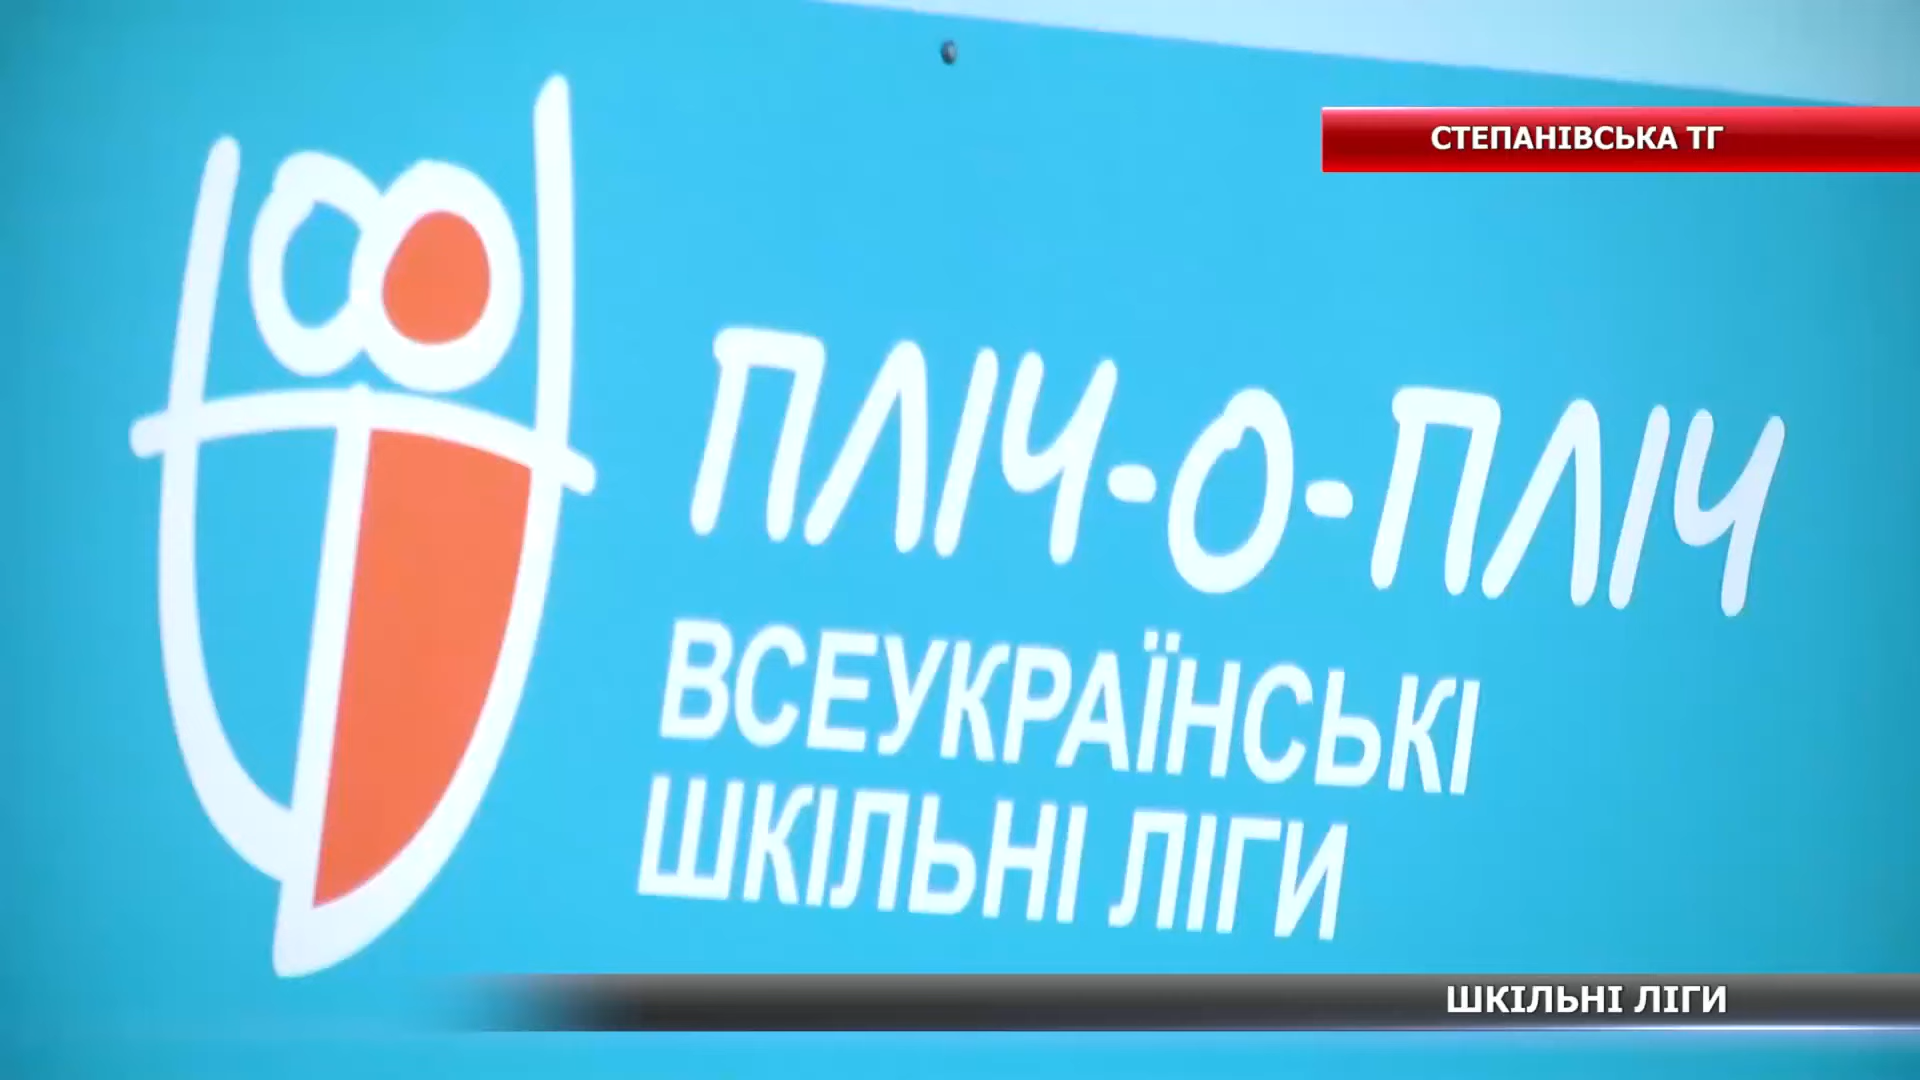 СТЕПАНІВСЬКА ТГ
ПЛІЧ-О-ПЛІЧ
ВСЕУКРАЇНСЬКІ
ШКІЛЬНІ ЛІГИ
ШКІЛЬНІ ЛІГИ